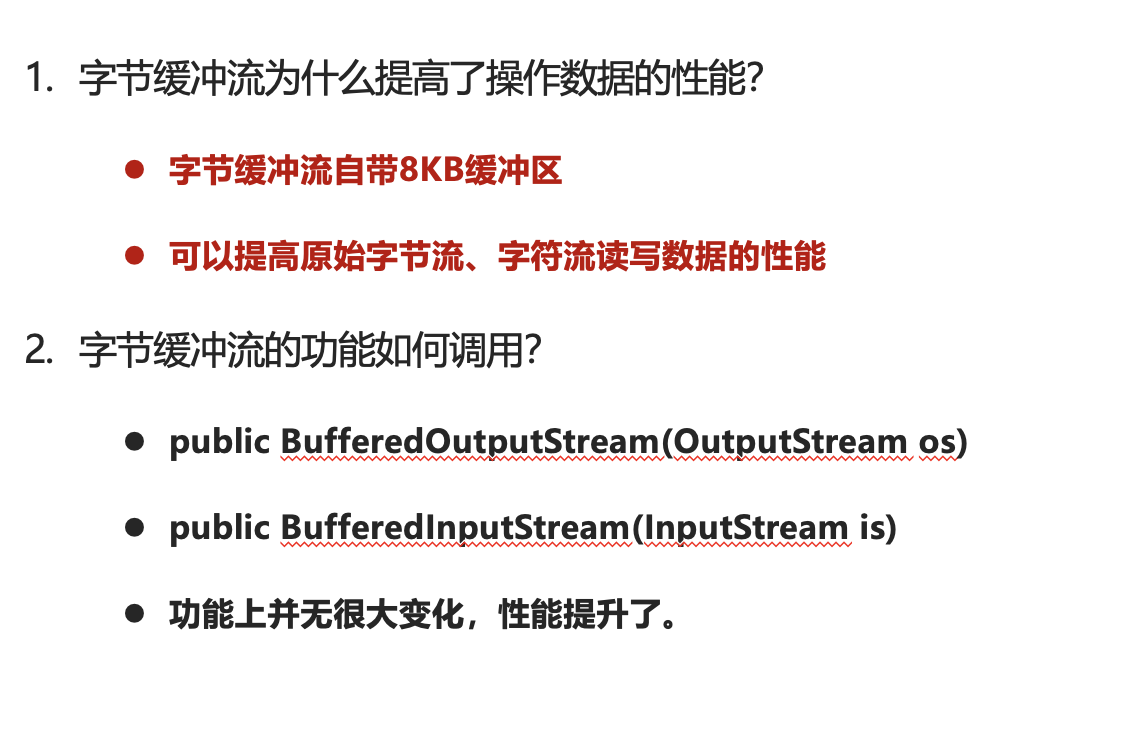 1. 字节缓冲流为什么提高了操作数据的性能？
● 字节缓冲流自带8KB缓冲区
● 可以提高原始字节流、字符流读写数据的性能
2. 字节缓冲流的功能如何调用？
● public BufferedOutputStream(OutputStream os)
● public BufferedInputStream(InputStream is)
● 功能上并无很大变化，性能提升了。